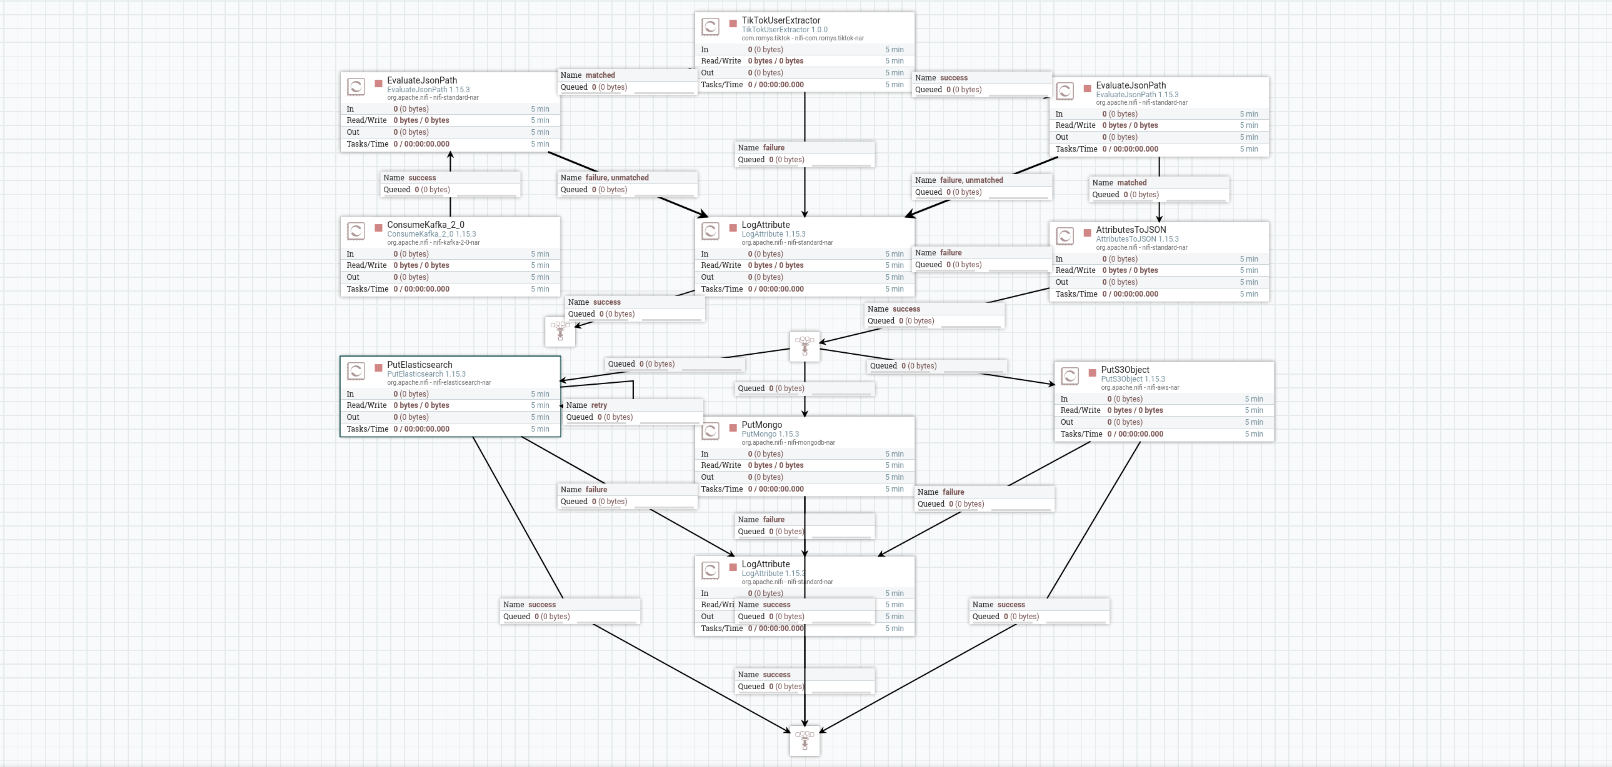 TikTokUserExtractor
TikTokUserExtractor 1.0.0
com.romya.tiktok - nifi-com.romya.tiktok-nar
In 0 (0 bytes) 5 min
Read/Write 0 bytes / 0 bytes 5 min
Out 0 (0 bytes) 5 min
Tasks/Time 0 / 00:00:00.000 5 min
Name matched
Queued 0 (0 bytes)
Name success
Queued 0 (0 bytes)
EvaluateJsonPath
EvaluateJsonPath 1.15.3
org.apache.nifi - nifi-standard-nar
In 0 (0 bytes) 5 min
Read/Write 0 bytes / 0 bytes 5 min
Out 0 (0 bytes) 5 min
Tasks/Time 0 / 00:00:00.000 5 min
EvaluateJsonPath
EvaluateJsonPath 1.15.3
org.apache.nifi - nifi-standard-nar
In 0 (0 bytes) 5 min
Read/Write 0 bytes / 0 bytes 5 min
Out 0 (0 bytes) 5 min
Tasks/Time 0 / 00:00:00.000 5 min
Name failure
Queued 0 (0 bytes)
Name success
Queued 0 (0 bytes)
Name failure, unmatched
Queued 0 (0 bytes)
Name failure, unmatched
Queued 0 (0 bytes)
Name matched
Queued 0 (0 bytes)
ConsumeKafka_2_0
ConsumeKafka_2_0 1.15.3
org.apache.nifi - nifi-kafka-2-0-nar
In 0 (0 bytes) 5 min
Read/Write 0 bytes / 0 bytes 5 min
Out 0 (0 bytes) 5 min
Tasks/Time 0 / 00:00:00.000 5 min
LogAttribute
LogAttribute 1.15.3
org.apache.nifi - nifi-standard-nar
In 0 (0 bytes) 5 min
Read/Write 0 bytes / 0 bytes 5 min
Out 0 (0 bytes) 5 min
Tasks/Time 0 / 00:00:00.000 5 min
Name failure
Queued 0 (0 bytes)
AttributesToJSON
AttributesToJSON 1.15.3
org.apache.nifi - nifi-standard-nar
In 0 (0 bytes) 5 min
Read/Write 0 bytes / 0 bytes 5 min
Out 0 (0 bytes) 5 min
Tasks/Time 0 / 00:00:00.000 5 min
Name success
Queued 0 (0 bytes)
Name success
Queued 0 (0 bytes)
Queued 0 (0 bytes)
Queued 0 (0 bytes)
Queued 0 (0 bytes)
PutElasticsearch
PutElasticsearch 1.15.3
org.apache.nifi - nifi-elasticsearch-nar
In 0 (0 bytes) 5 min
Read/Write 0 bytes / 0 bytes 5 min
Out 0 (0 bytes) 5 min
Tasks/Time 0 / 00:00:00.000 5 min
Name retry
Queued 0 (0 bytes)
PutMongo
PutMongo 1.15.3
org.apache.nifi - nifi-mongodb-nar
In 0 (0 bytes) 5 min
Read/Write 0 bytes / 0 bytes 5 min
Out 0 (0 bytes) 5 min
Tasks/Time 0 / 00:00:00.000 5 min
PutS3Object
PutS3Object 1.15.3
org.apache.nifi - nifi-aws-nar
In 0 (0 bytes) 5 min
Read/Write 0 bytes / 0 bytes 5 min
Out 0 (0 bytes) 5 min
Tasks/Time 0 / 00:00:00.000 5 min
Name failure
Queued 0 (0 bytes)
Name failure
Queued 0 (0 bytes)
Name failure
Queued 0 (0 bytes)
LogAttribute
LogAttribute 1.15.3
org.apache.nifi - nifi-standard-nar
In 0 (0 bytes) 5 min
Read/Wri 5 min
Out 5 min
Tasks/Time 0 / 00:00:00.000 5 min
Name success
Queued 0 (0 bytes)
Name success
Queued 0 (0 bytes)
Name success
Queued 0 (0 bytes)
Name success
Queued 0 (0 bytes)